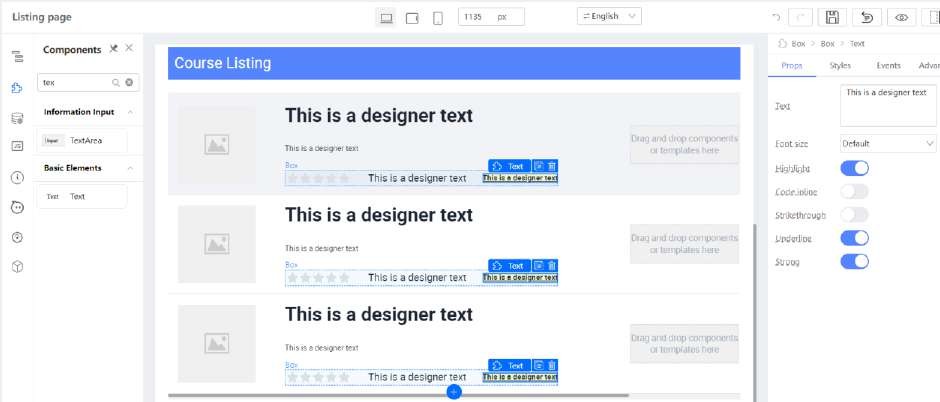 Listing page
1135 px
English
Components
tex
Information Input
Input TextArea
Basic Elements
Text Text
Course Listing
This is a designer text
This is a designer text
Box
Text
This is a designer text
This is a designer text
Drag and drop components
or templates here
This is a designer text
This is a designer text
Box
Text
This is a designer text
This is a designer text
Drag and drop components
or templates here
This is a designer text
This is a designer text
Box
Text
This is a designer text
This is a designer text
Drag and drop components
or templates here
Box > Box > Text
Props Styles Events Advan
Text
This is a designer text
Font size
Default
Highlight
Code inline
Strikethrough
Underline
Strong